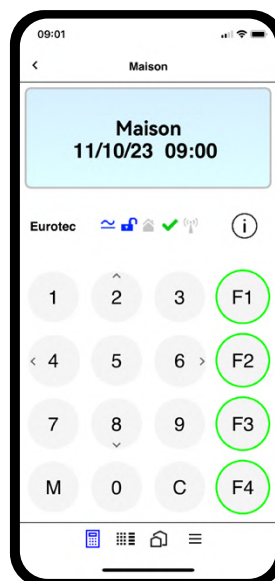 09:01
Maison
Maison
11/10/23 09:00
Eurotec
i
1 2 3 F1
4 5 6 F2
7 8 9 F3
M 0 C F4